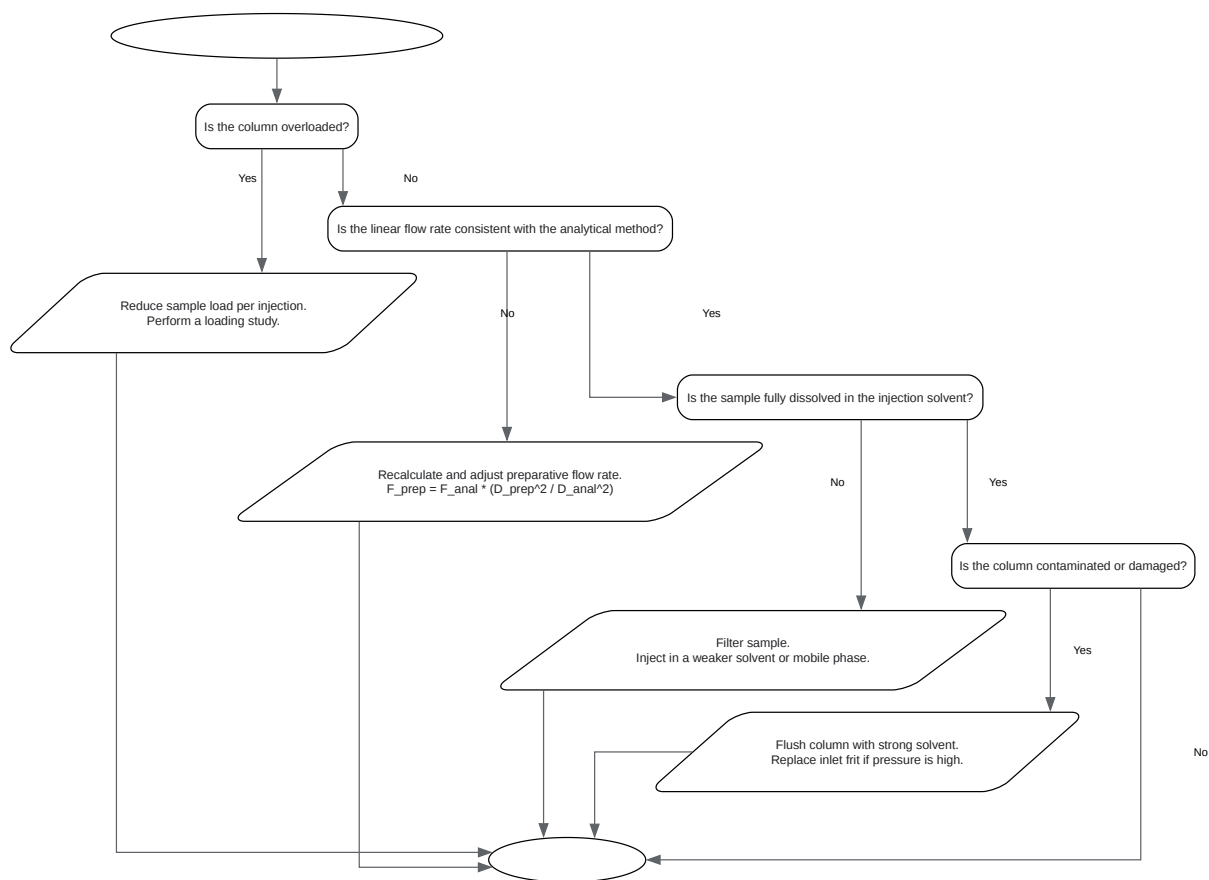 Is the column overloaded?
Yes
No
Is the linear flow rate consistent with the analytical method?
Reduce sample load per injection.
Perform a loading study.
No
Yes
Is the sample fully dissolved in the injection solvent?
Recalculate and adjust preparative flow rate.
F_prep = F_anal * (D_prep^2 / D_anal^2)
No
Yes
Is the column contaminated or damaged?
Filter sample.
Inject in a weaker solvent or mobile phase.
Yes
Flush column with strong solvent.
Replace inlet frit if pressure is high.
No